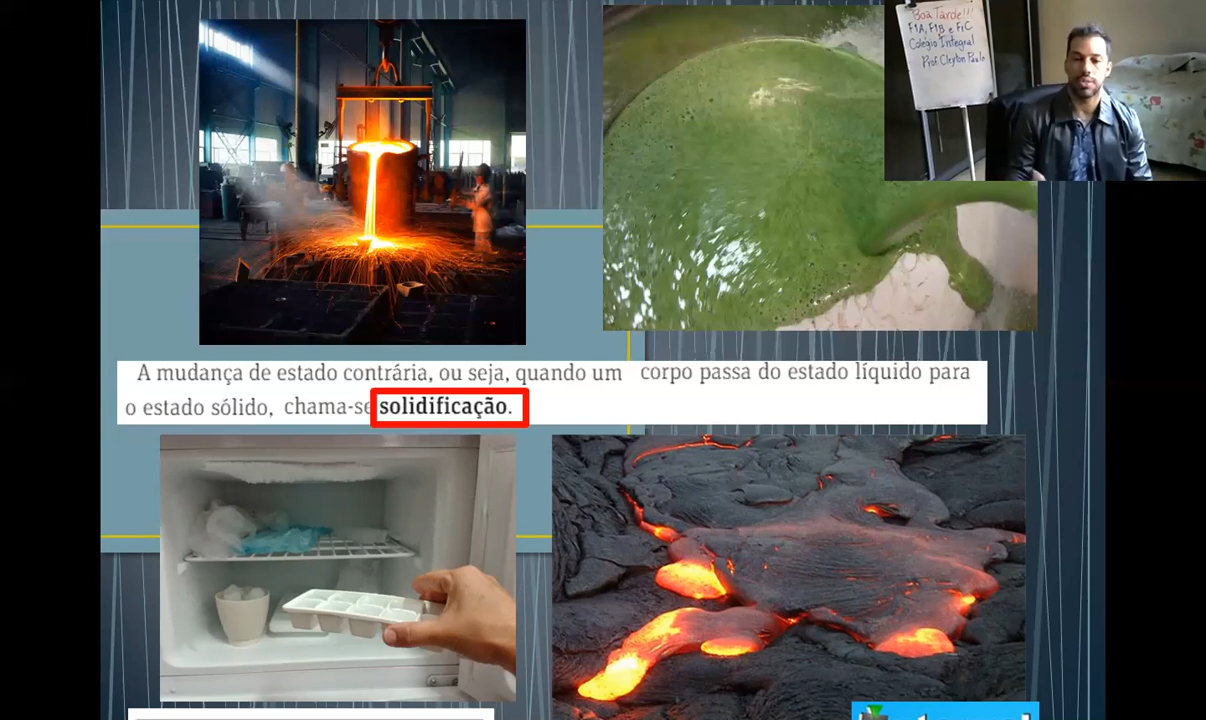 Boa Tarde!!!
F1A, F1B e F1C
Colégio Integral
Prof. Cleyton Paulo
A mudança de estado contrária, ou seja, quando um corpo passa do estado líquido para
o estado sólido, chama-se solidificação.